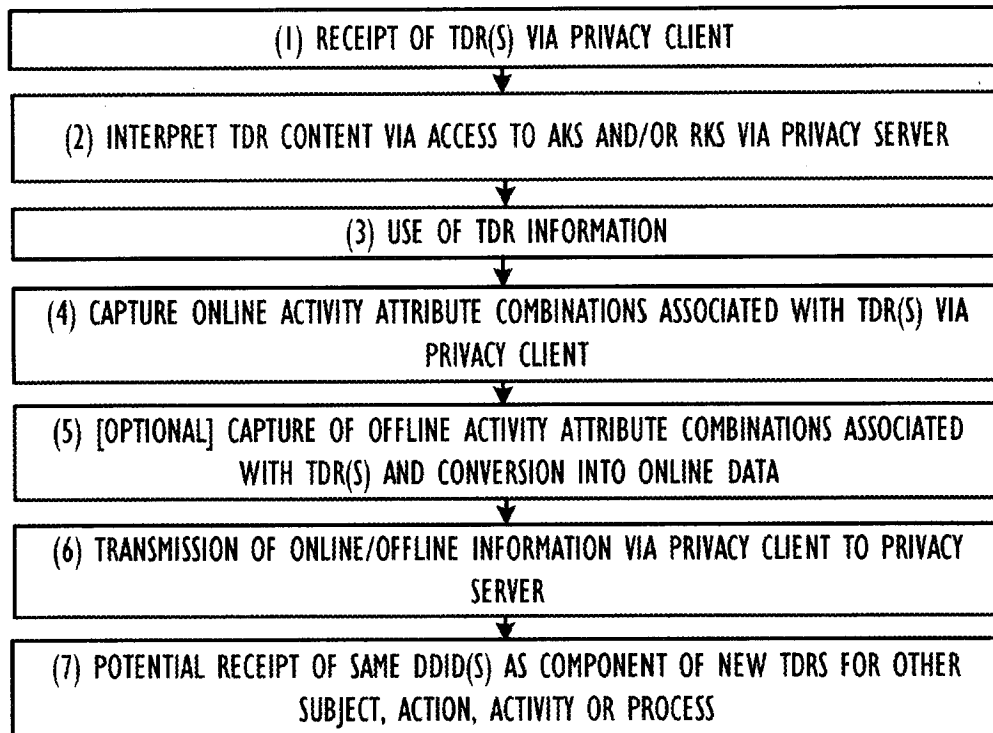 (1) RECEIPT OF TDR(S) VIA PRIVACY CLIENT
(2) INTERPRET TDR CONTENT VIA ACCESS TO AKS AND/OR RKS VIA PRIVACY SERVER
(3) USE OF TDR INFORMATION
(4) CAPTURE ONLINE ACTIVITY ATTRIBUTE COMBINATIONS ASSOCIATED WITH TDR(S) VIA
PRIVACY CLIENT
(5) [OPTIONAL] CAPTURE OF OFFLINE ACTIVITY ATTRIBUTE COMBINATIONS ASSOCIATED
WITH TDR(S) AND CONVERSION INTO ONLINE DATA
(6) TRANSMISSION OF ONLINE/OFFLINE INFORMATION VIA PRIVACY CLIENT TO PRIVACY
SERVER
(7) POTENTIAL RECEIPT OF SAME DDID(S) AS COMPONENT OF NEW TDRS FOR OTHER
SUBJECT, ACTION, ACTIVITY OR PROCESS